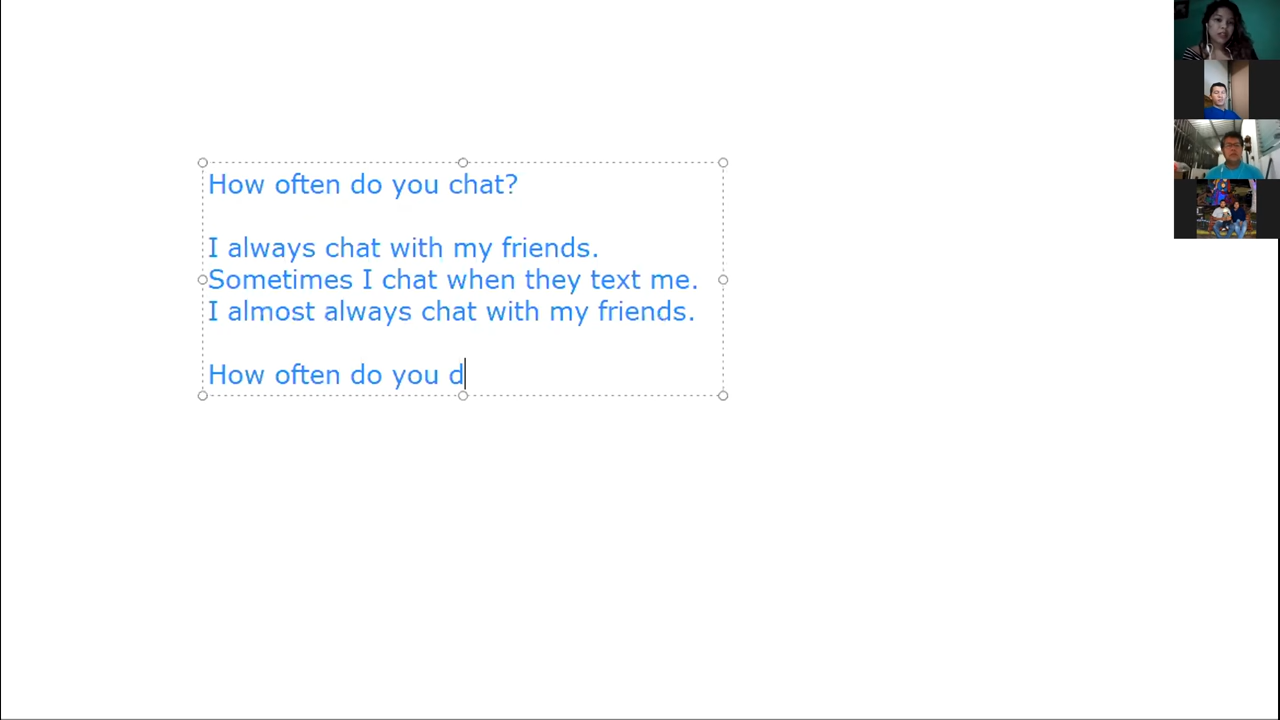 How often do you chat?
I always chat with my friends.
Sometimes I chat when they text me.
I almost always chat with my friends.
How often do you d